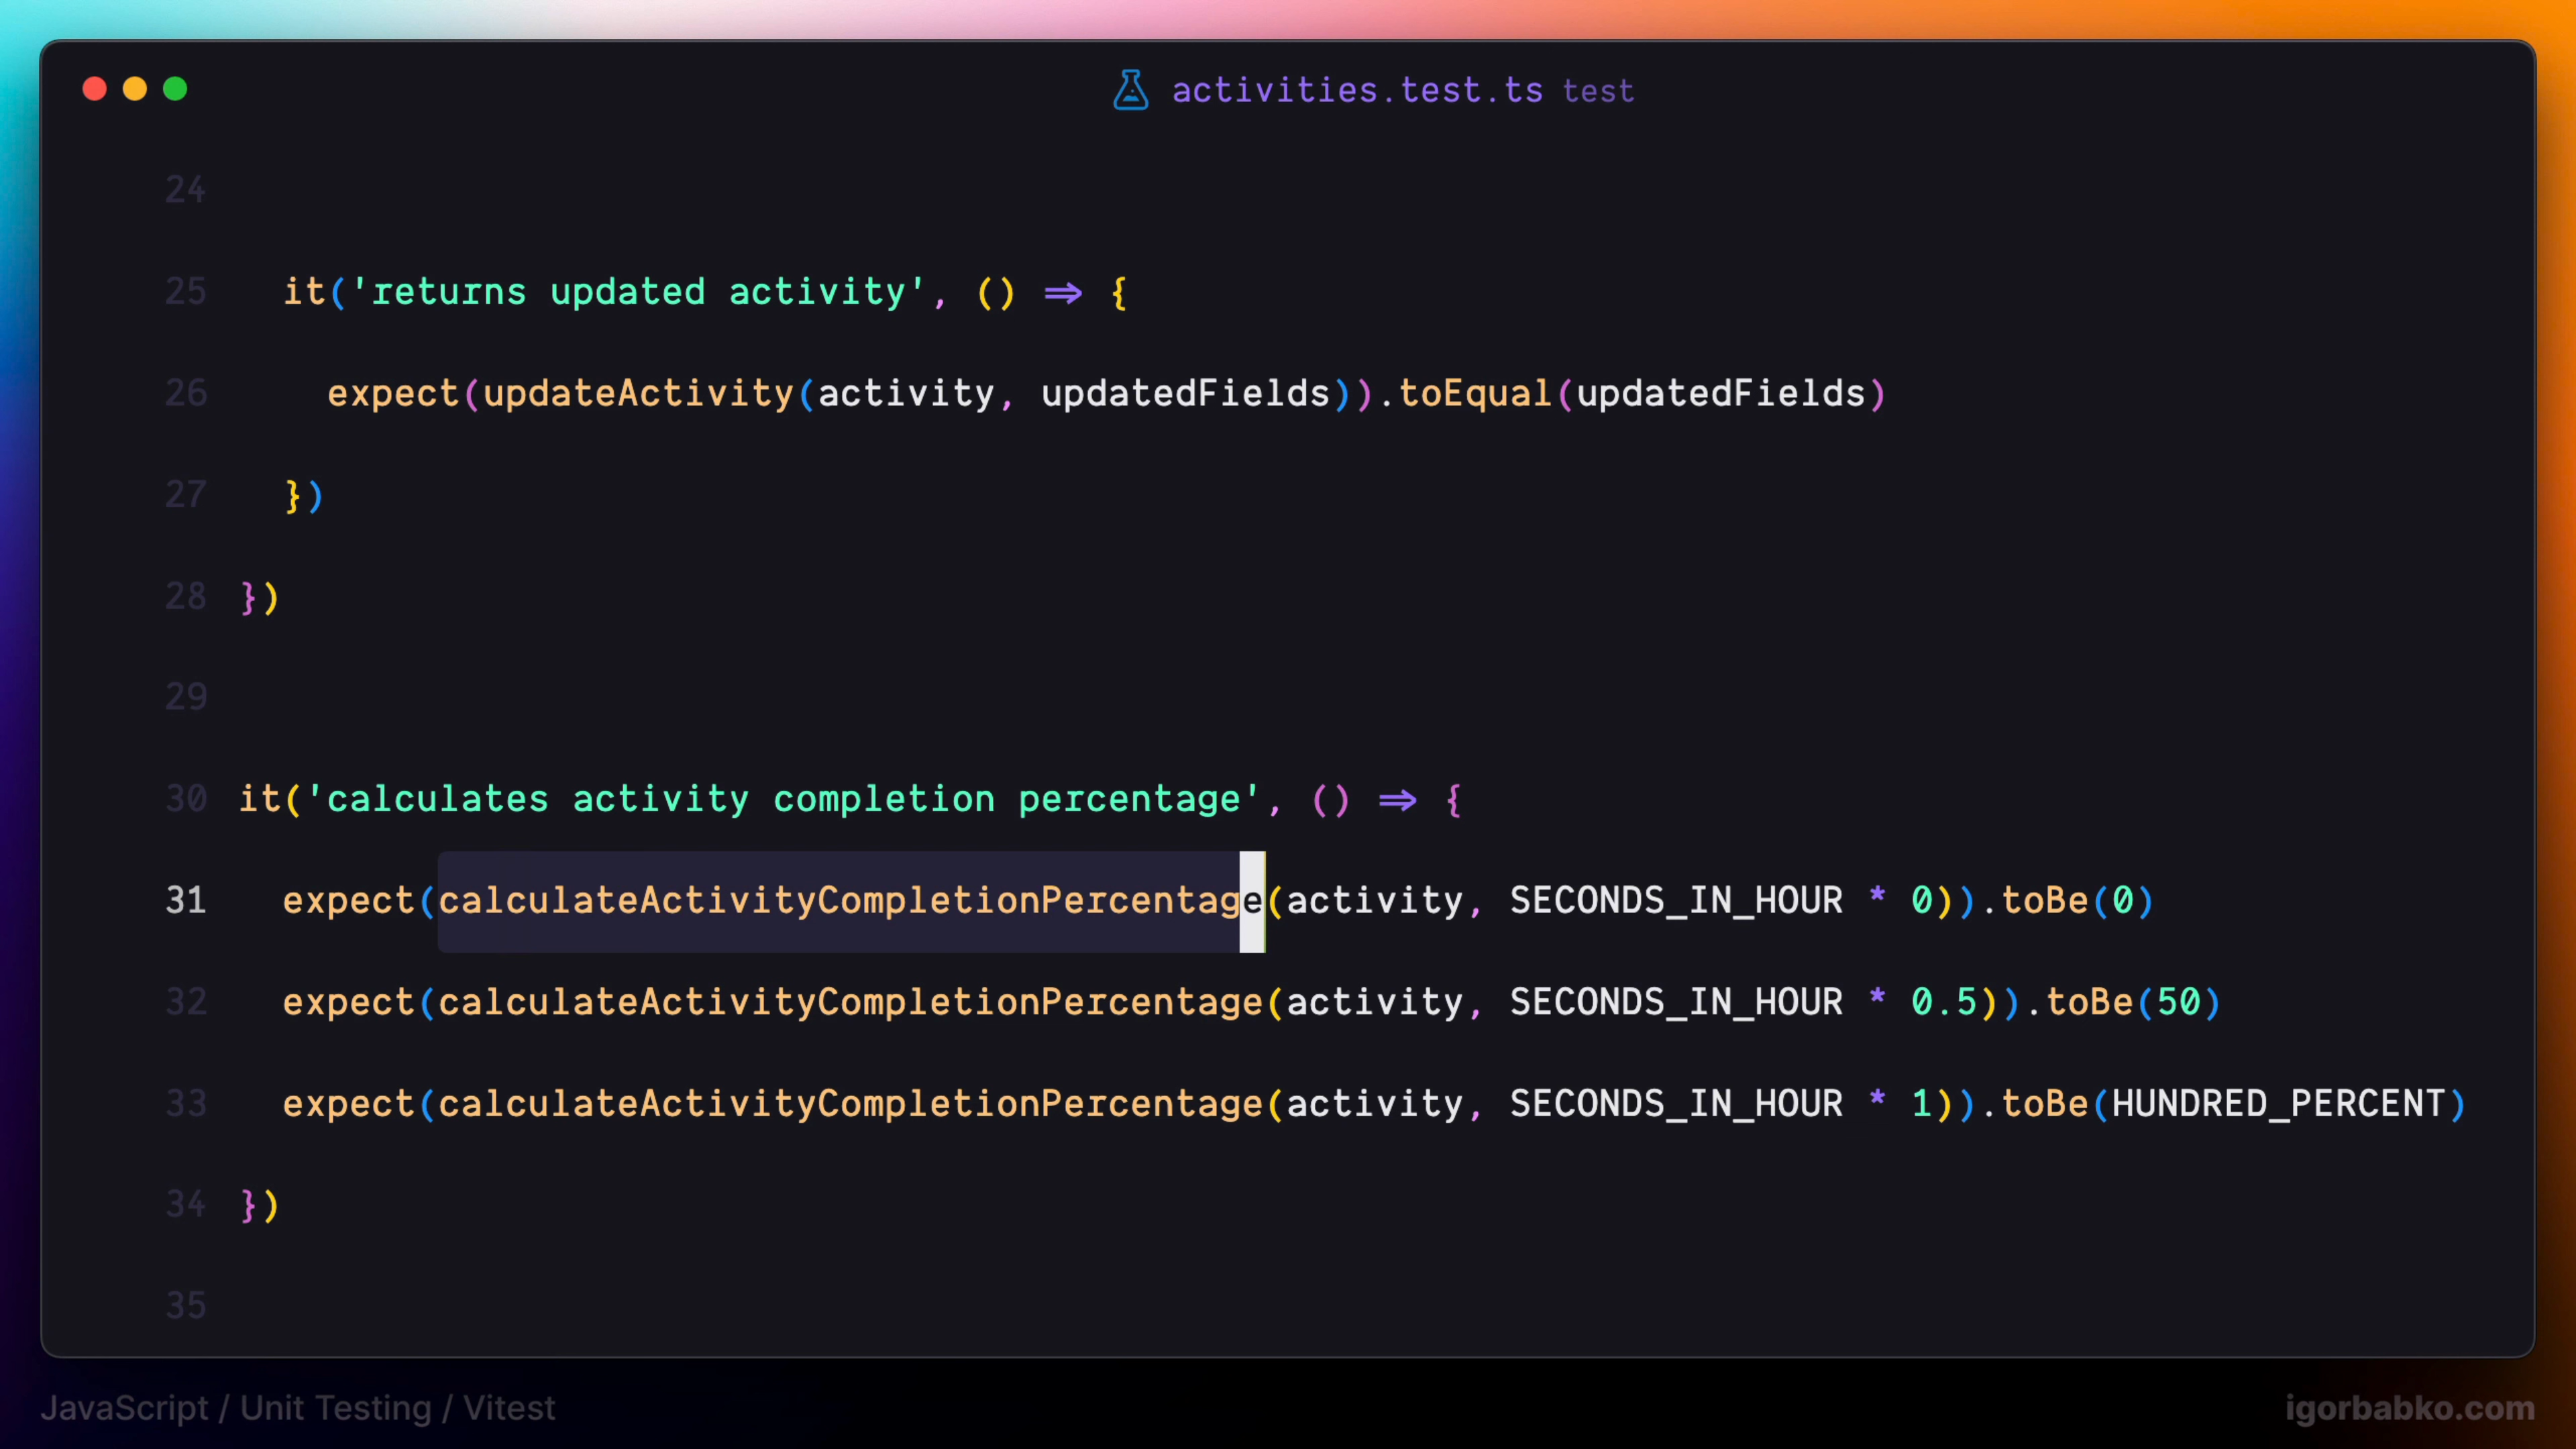 activities.test.ts test
24
25 it('returns updated activity', () => {
26 expect(updateActivity(activity, updatedFields)).toEqual(updatedFields)
27 })
28 })
29
30 it('calculates activity completion percentage', () => {
31 expect(calculateActivityCompletionPercentage(activity, SECONDS_IN_HOUR * 0)).toBe(0)
32 expect(calculateActivityCompletionPercentage(activity, SECONDS_IN_HOUR * 0.5)).toBe(50)
33 expect(calculateActivityCompletionPercentage(activity, SECONDS_IN_HOUR * 1)).toBe(HUNDRED_PERCENT)
34 })
35
JavaScript / Unit Testing / Vitest
igorbabko.com